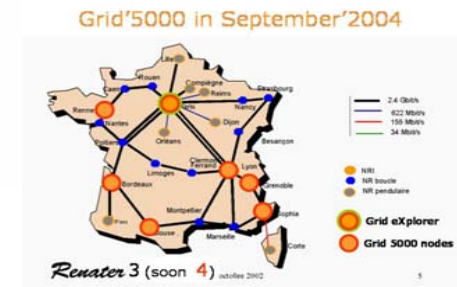 Grid'5000 in September'2004
Lille
Rouen
Caen
Compiègne
Reims
Strasbourg
Paris
Nancy
Renne
Nantes
Dijon
Orléans
Besançon
Poitiers
Limoges
Clermont
Ferrand
Lyon
Bordeaux
Grenoble
Montpellier
Sophia
Pau
Marseille
Corte
2.4 Gbit/s
622 Mbit/s
155 Mbit/s
34 Mbit/s
NRI
NR boucle
NR pendulaire
Grid eXplorer
Grid 5000 nodes
Renater 3 (soon 4) octobre 2002
5